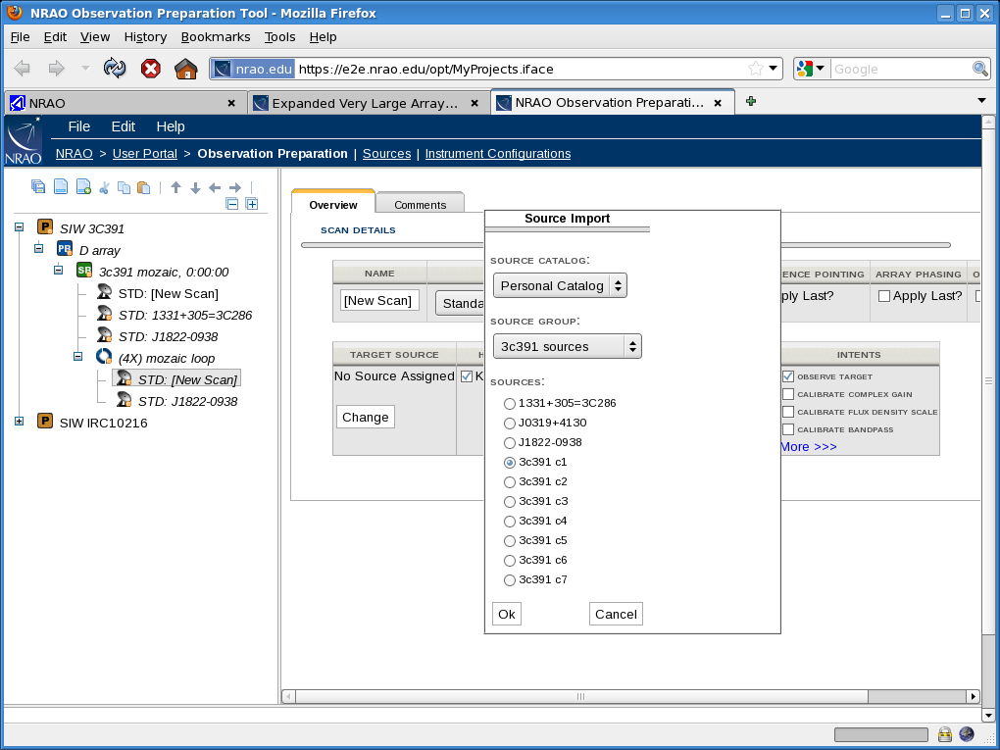 NRAO Observation Preparation Tool - Mozilla Firefox
File Edit View History Bookmarks Tools Help
nrao.edu https://e2e.nrao.edu/opt/MyProjects.iface
Google
NRAO
Expanded Very Large Array...
NRAO Observation Preparati...
NRAO
File Edit Help
NRAO > User Portal > Observation Preparation | Sources | Instrument Configurations
SIW 3C391
D array
3c391 mozaic, 0:00:00
STD: [New Scan]
STD: 1331+305=3C286
STD: J1822-0938
(4X) mozaic loop
STD: [New Scan]
STD: J1822-0938
SIW IRC10216
Overview Comments
SCAN DETAILS
NAME
[New Scan]
Standa
ENCE POINTING ARRAY PHASING O
ply Last? Apply Last?
TARGET SOURCE H
No Source Assigned K
Change
INTENTS
OBSERVE TARGET
CALIBRATE COMPLEX GAIN
CALIBRATE FLUX DENSITY SCALE
CALIBRATE BANDPASS
More >>>
Source Import
SOURCE CATALOG:
Personal Catalog
SOURCE GROUP:
3c391 sources
SOURCES:
1331+305=3C286
J0319+4130
J1822-0938
3c391 c1
3c391 c2
3c391 c3
3c391 c4
3c391 c5
3c391 c6
3c391 c7
Ok Cancel